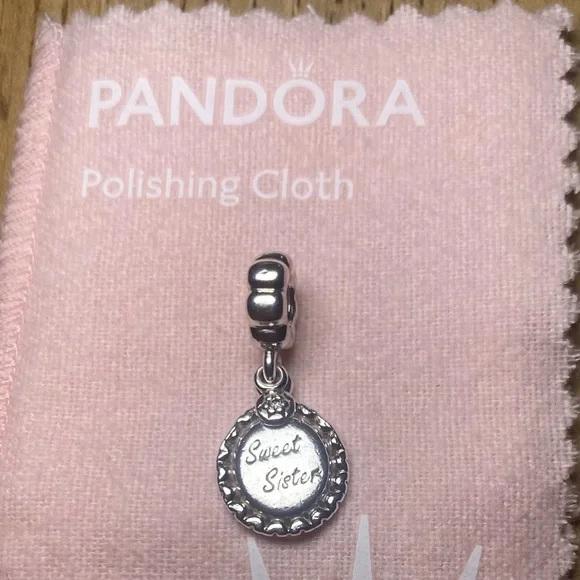 PANDORA
Polishing Cloth
Sweet
Sister